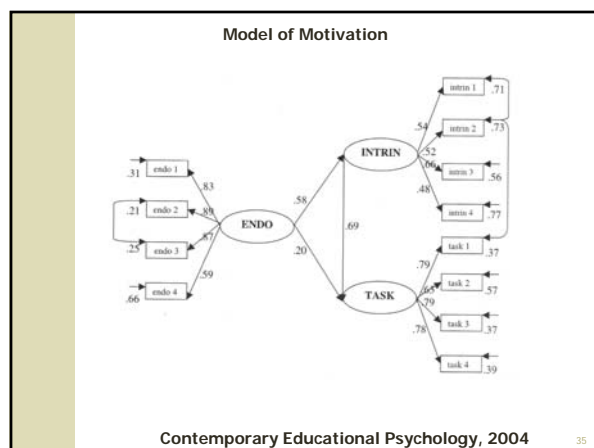 Model of Motivation
intrin 1
.71
.54
intrin 2
.73
INTRIN
.52
.66
intrin 3
.56
.48
intrin 4
.77
.31
endo 1
.83
.21
endo 2
.89
.58
ENDO
.69
.87
.25
endo 3
.20
.59
.66
endo 4
task 1
.37
.79
task 2
.57
.65
.79
TASK
task 3
.37
.78
task 4
.39
Contemporary Educational Psychology, 2004
35